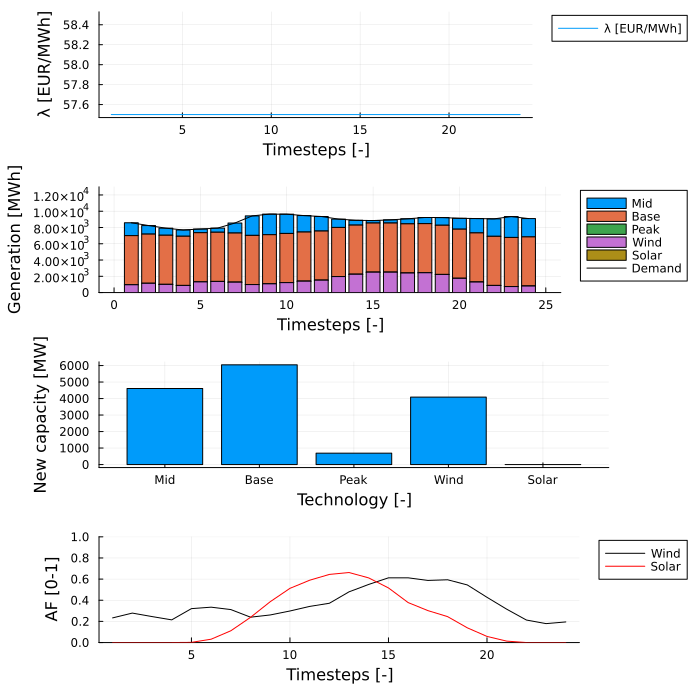 λ [EUR/MWh]
58.4
58.2
58.0
57.8
57.6
5 10 15 20
Timesteps [-]
λ [EUR/MWh]
Generation [MWh]
1.20×10⁴
1.00×10⁴
8.00×10³
6.00×10³
4.00×10³
2.00×10³
0
0 5 10 15 20 25
Timesteps [-]
Mid
Base
Peak
Wind
Solar
Demand
New capacity [MW]
6000
5000
4000
3000
2000
1000
0
Mid Base Peak Wind Solar
Technology [-]
AF [0-1]
1.0
0.8
0.6
0.4
0.2
0.0
5 10 15 20
Timesteps [-]
Wind
Solar